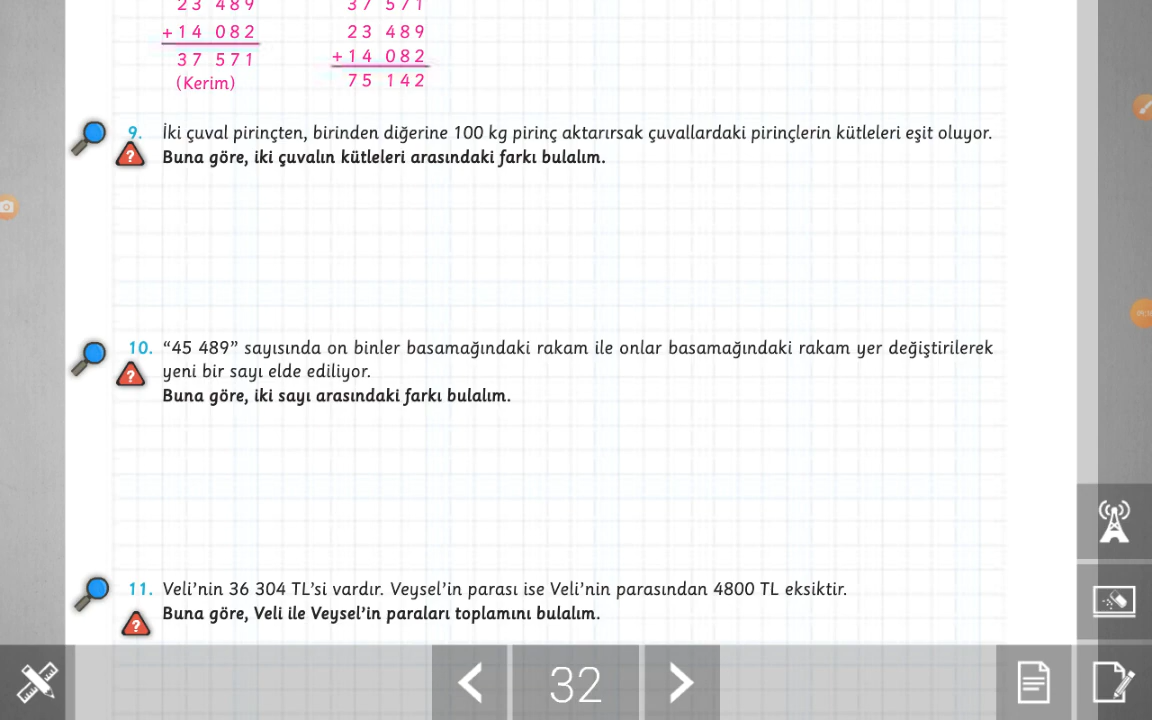 23 489
37 571
+14 082
23 489
37 571
+14 082
(Kerim)
75 142
9. İki çuval pirinçten, birinden diğerine 100 kg pirinç aktarırsak çuvallardaki pirinçlerin kütleleri eşit oluyor.
? Buna göre, iki çuvalın kütleleri arasındaki farkı bulalım.
10. “45 489” sayısında on binler basamağındaki rakam ile onlar basamağındaki rakam yer değiştirilerek
? yeni bir sayı elde ediliyor.
Buna göre, iki sayı arasındaki farkı bulalım.
11. Veli’nin 36 304 TL’si vardır. Veysel’in parası ise Veli’nin parasından 4800 TL eksiktir.
? Buna göre, Veli ile Veysel’in paraları toplamını bulalım.
32